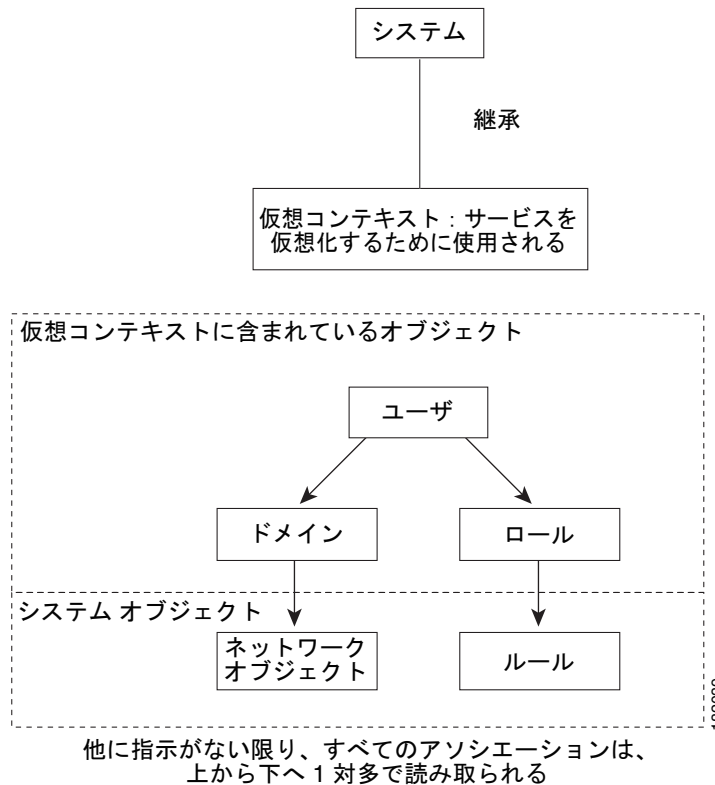 システム
継承
仮想コンテキスト：サービスを
仮想化するために使用される
仮想コンテキストに含まれているオブジェクト
ユーザ
ドメイン
ロール
システム オブジェクト
ネットワーク
オブジェクト
ルール
他に指示がない限り、すべてのアソシエーションは、
上から下へ 1 対多で読み取られる